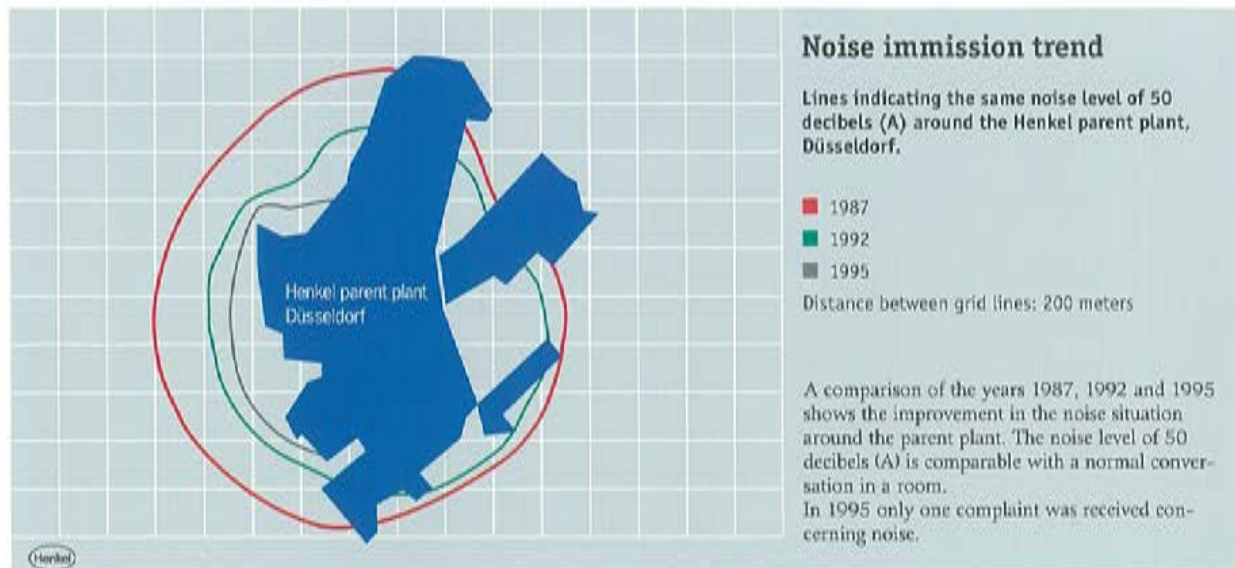 Noise immission trend
Lines indicating the same noise level of 50
decibels (A) around the Henkel parent plant,
Düsseldorf.
1987
1992
1995
Distance between grid lines: 200 meters
Henkel parent plant
Düsseldorf
A comparison of the years 1987, 1992 and 1995
shows the improvement in the noise situation
around the parent plant. The noise level of 50
decibels (A) is comparable with a normal conver-
sation in a room.
In 1995 only one complaint was received con-
cerning noise.
Henkel